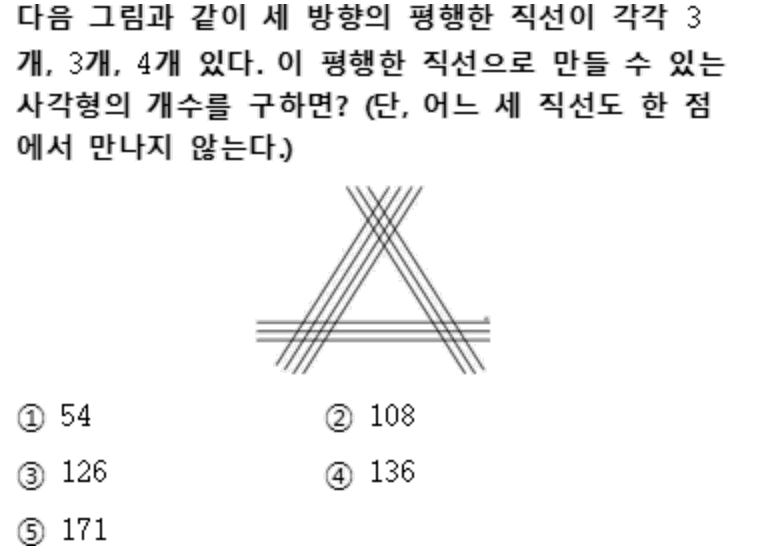 다음 그림과 같이 세 방향의 평행한 직선이 각각 3
개, 3개, 4개 있다. 이 평행한 직선으로 만들 수 있는
사각형의 개수를 구하면? (단, 어느 세 직선도 한 점
에서 만나지 않는다.)
① 54 ② 108
③ 126 ④ 136
⑤ 171